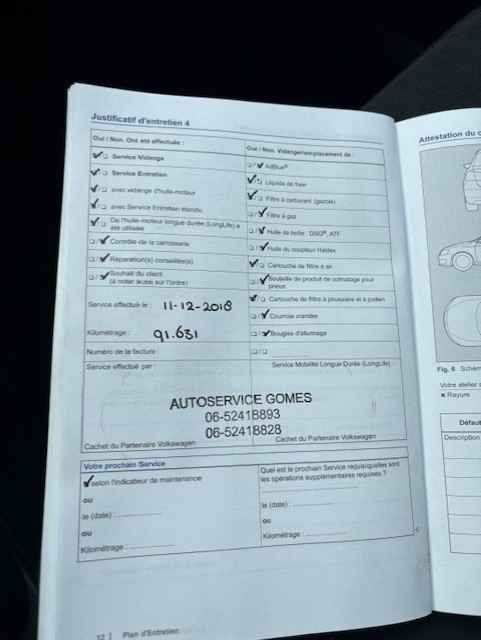 Justificatif d'entretien 4
Oui / Non. Ont été effectués :
Service Vidange
Service Entretien
avec vidange d'huile-moteur
avec Service Entretien étendu
De l'huile-moteur longue durée (LongLife) a
été utilisée
Contrôle de la carrosserie
Réparation(s) conseillée(s)
Souhait du client
(à noter aussi sur l'ordre)
Service effectué le : 11-12-2018
Kilométrage : 91.631
Numéro de la facture :
Service effectué par :
Oui / Non. Vidange/remplacement de :
AdBlue®
Liquide de frein
Filtre à carburant (gazole)
Filtre à gaz
Huile de boîte : DSG®, ATF
Huile du coupleur Haldex
Cartouche de filtre à air
Bouteille de produit de colmatage pour
pneus
Cartouche de filtre à poussière et à pollen
Courroie crantée
Bougies d'allumage
Service Mobilité Longue Durée (LongLife) :
AUTOSERVICE GOMES
06-52418893
06-52418828
Cachet du Partenaire Volkswagen
Cachet du Partenaire Volkswagen
Votre prochain Service
selon l'indicateur de maintenance
ou
le (date) :
ou
Kilométrage :
Quel est le prochain Service requis/quelles sont
les opérations supplémentaires requises ?
le (date) :
ou
Kilométrage :
12 | Plan d'Entretien
Attestation du c
Fig. 6 Schém
Votre atelier
Rayure
Défaut
Description